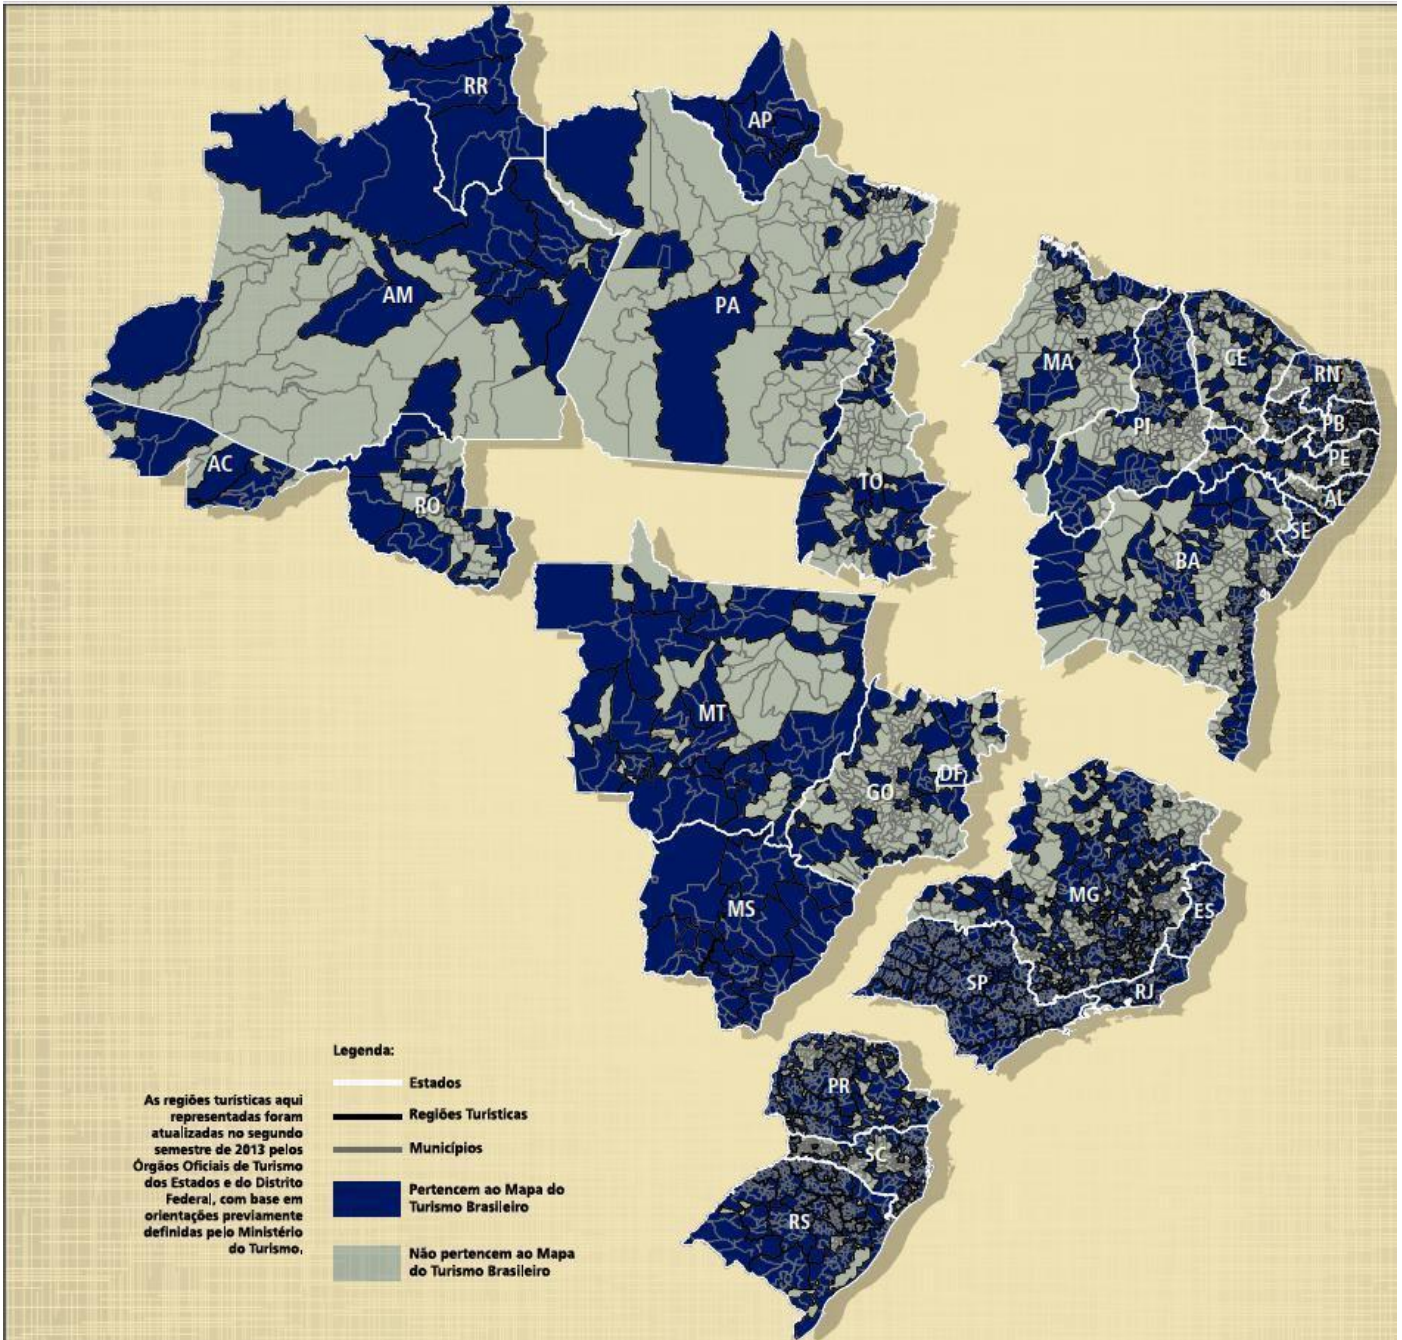 RR
AP
AM
PA
MA
CE
RN
PI
PB
PE
AC
TO
AL
RO
SE
BA
MT
DF
GO
MG
MS
ES
SP
RJ
PR
SC
RS
Legenda:
Estados
Regiões Turísticas
Municípios
Pertencem ao Mapa do
Turismo Brasileiro
Não pertencem ao Mapa
do Turismo Brasileiro
As regiões turísticas aqui
representadas foram
atualizadas no segundo
semestre de 2013 pelos
Órgãos Oficiais de Turismo
dos Estados e do Distrito
Federal, com base em
orientações previamente
definidas pelo Ministério
do Turismo.